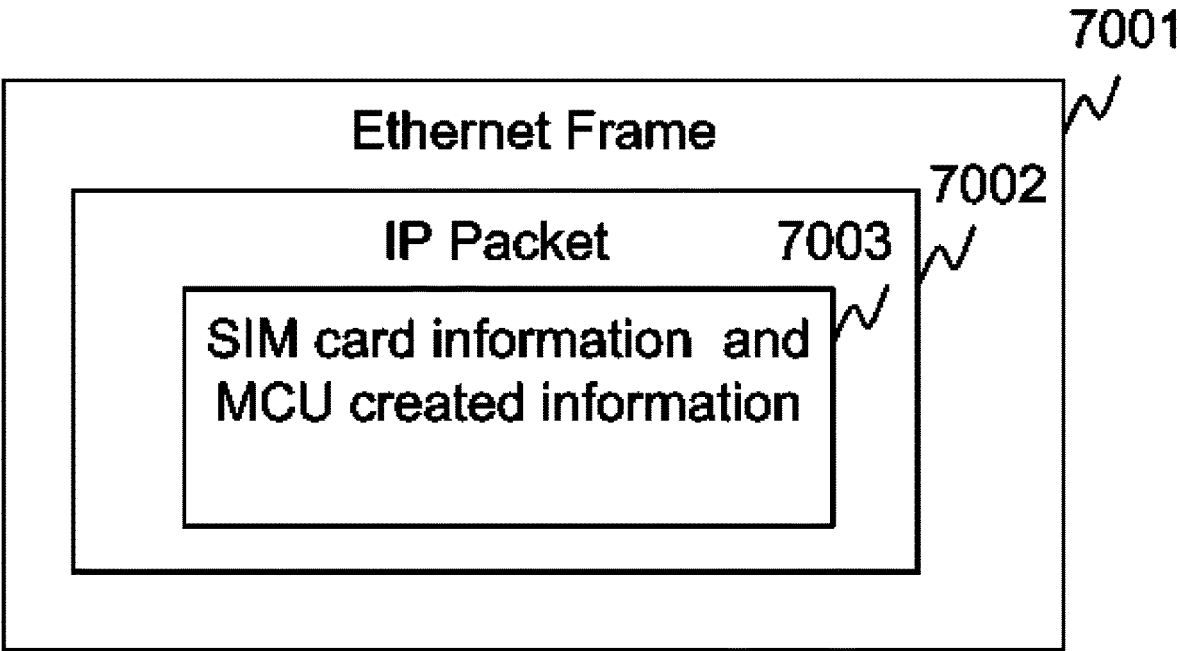 7001
Ethernet Frame
7002
IP Packet
7003
SIM card information and
MCU created information